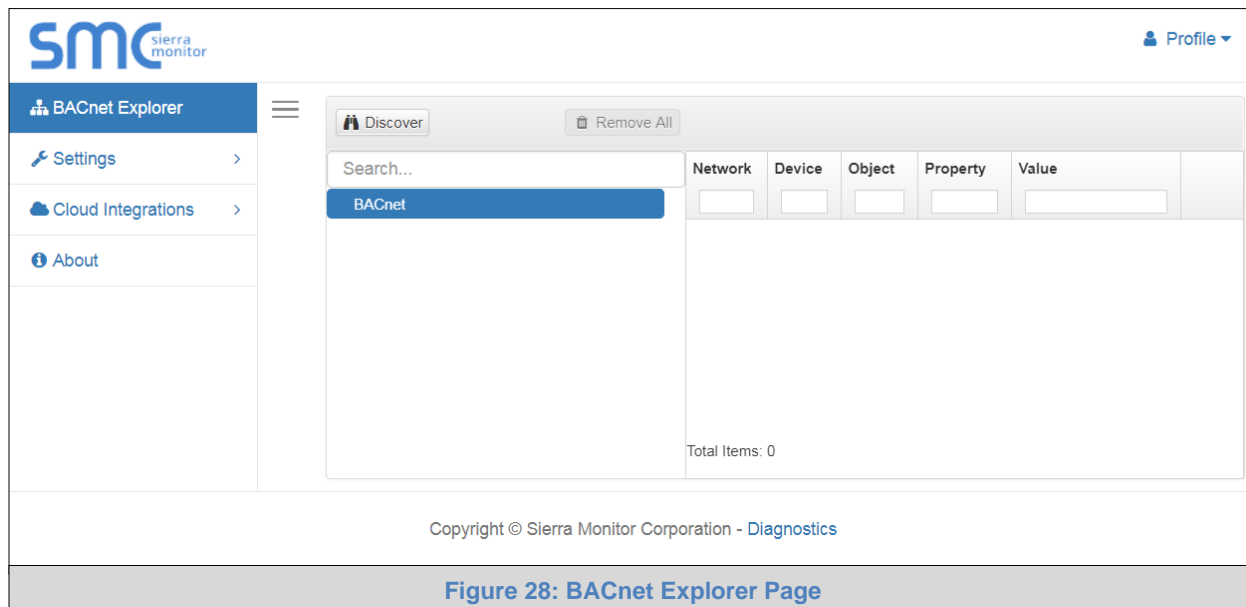 SMC sierra monitor
Profile
BACnet Explorer
Settings
Cloud Integrations
About
Discover
Remove All
Search...
BACnet
Network Device Object Property Value
Total Items: 0
Copyright © Sierra Monitor Corporation - Diagnostics
Figure 28: BACnet Explorer Page